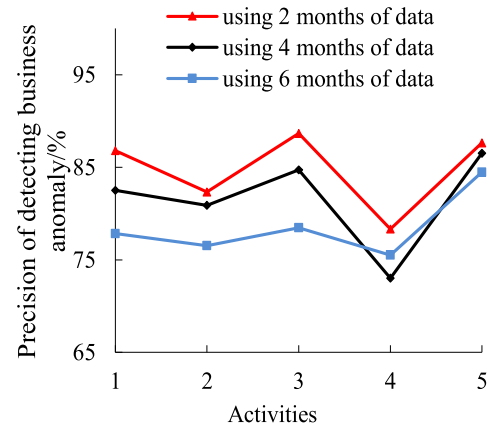 using 2 months of data
using 4 months of data
using 6 months of data
Precision of detecting business
anomaly/%
95
85
75
65
1 2 3 4 5
Activities